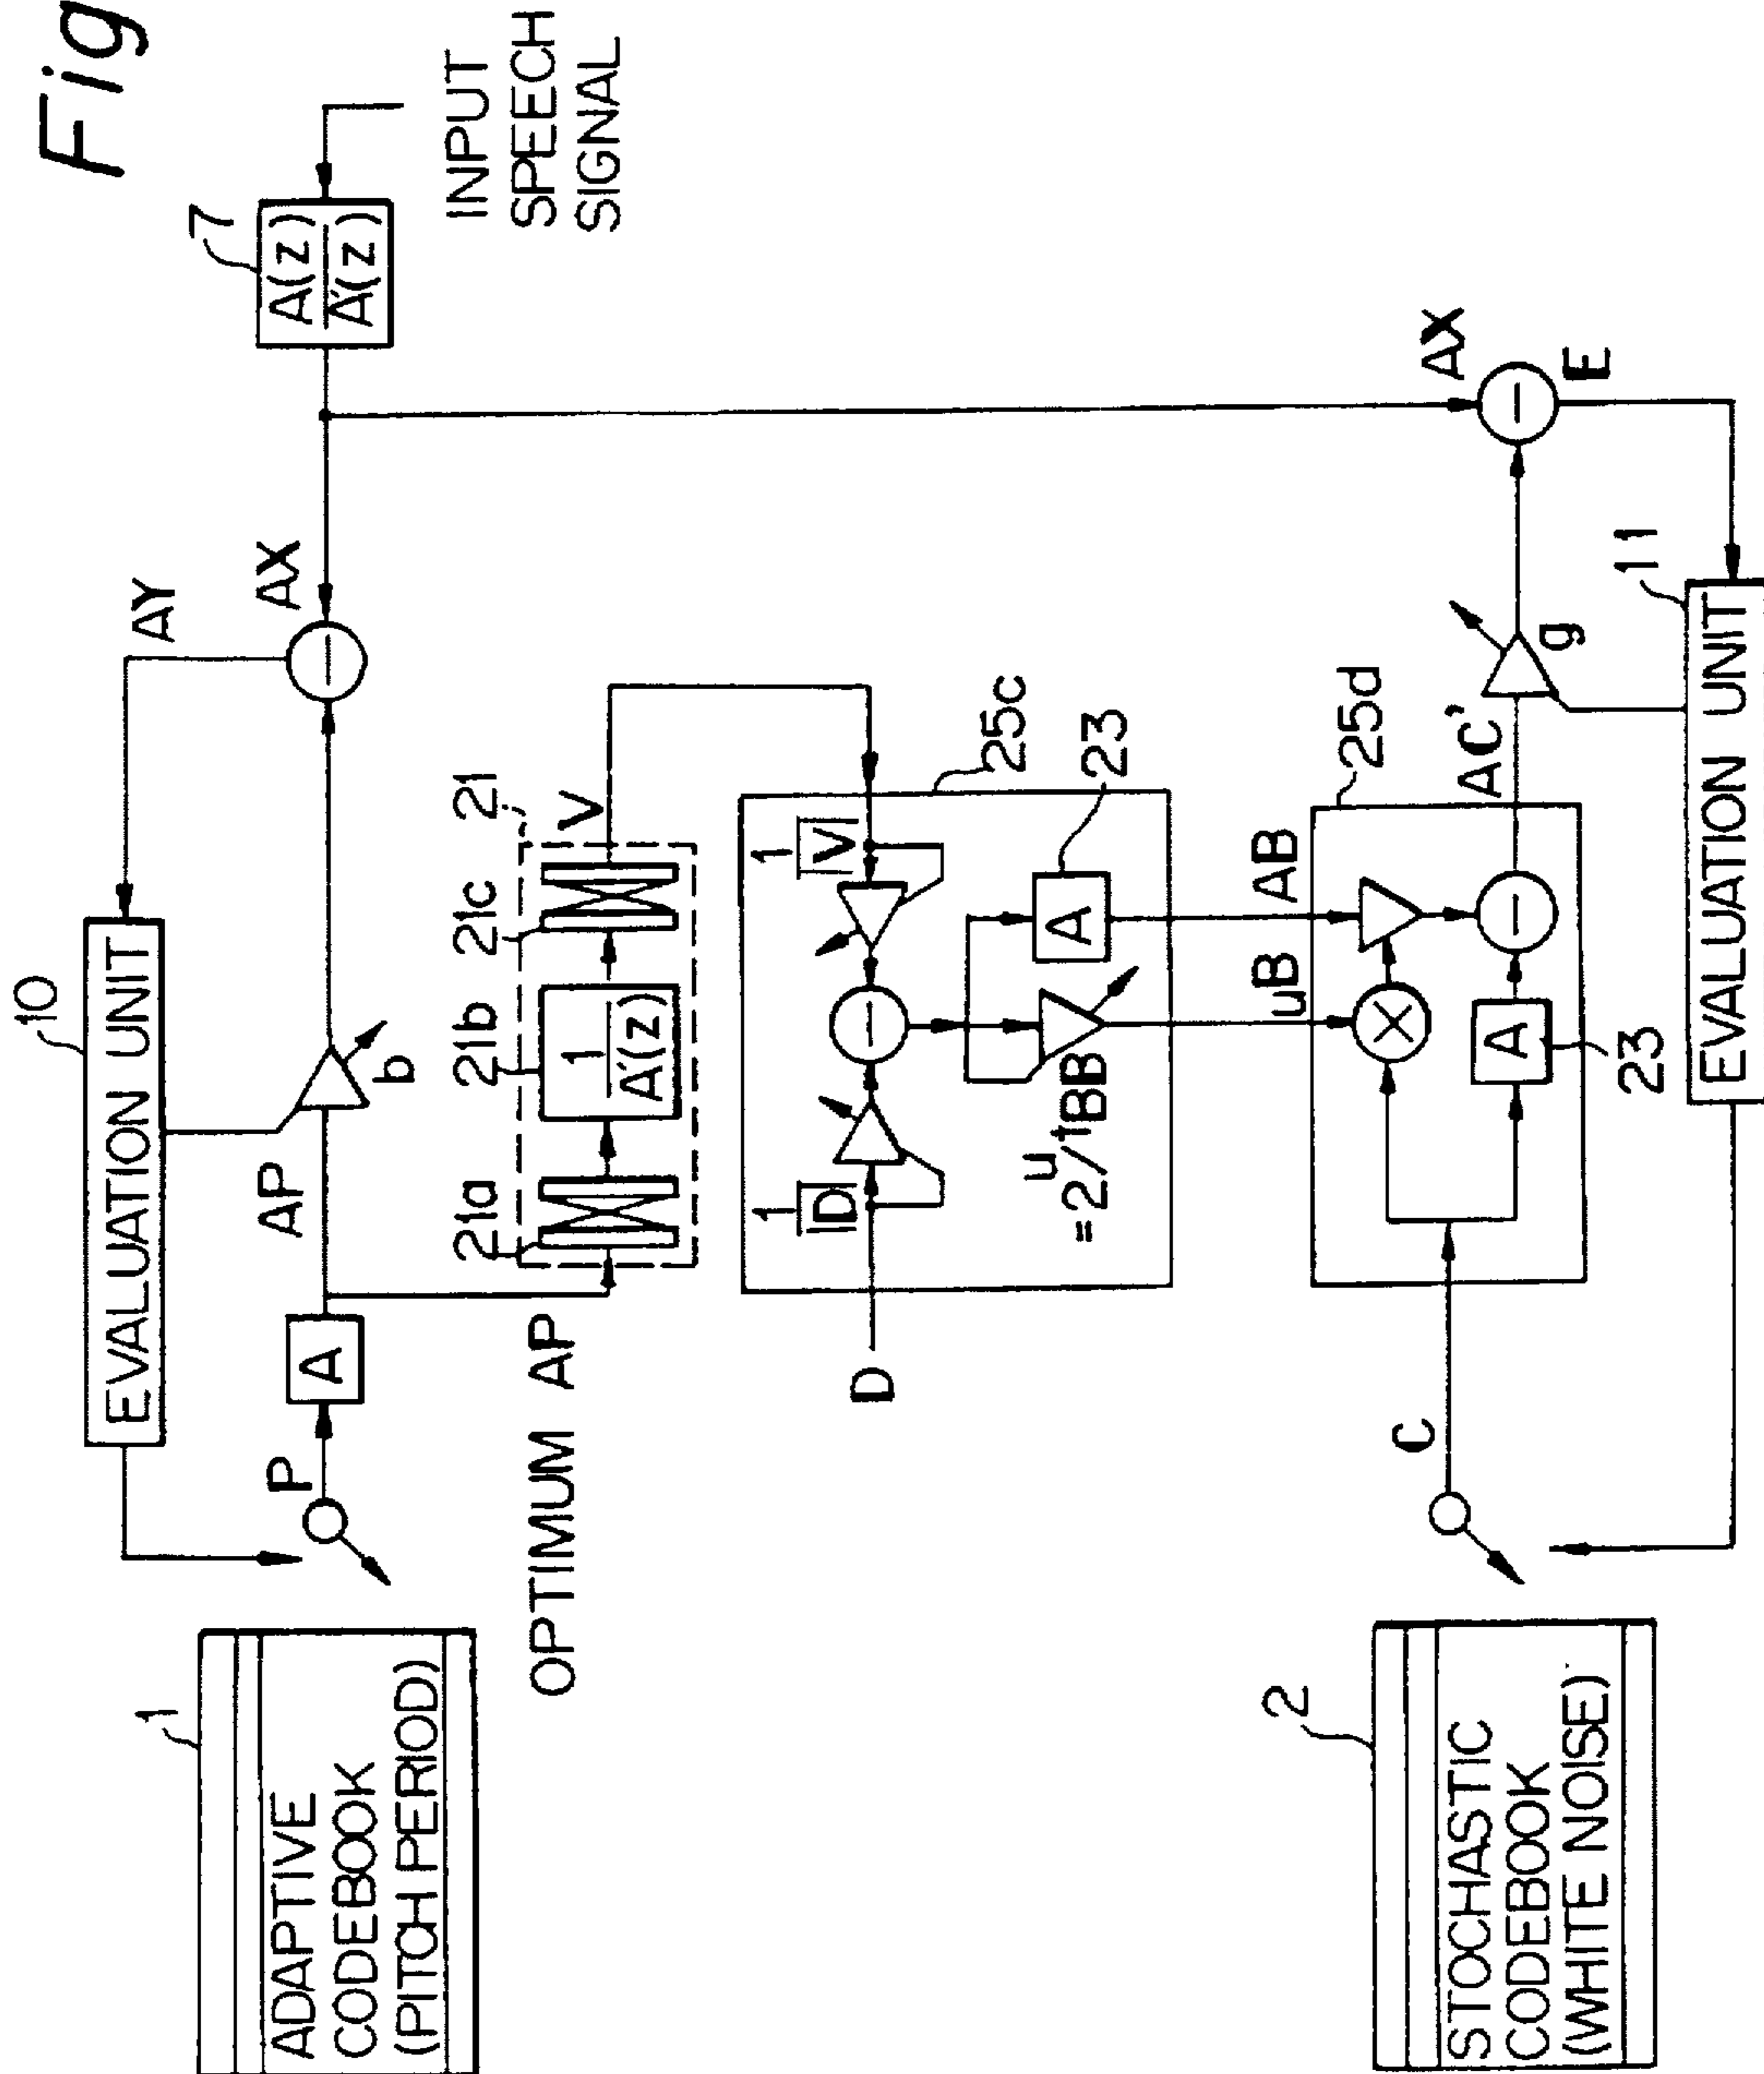 Fig
1
ADAPTIVE
CODEBOOK
(PITCH PERIOD)
P
A
AP
10
EVALUATION UNIT
b
AY
AX
7
A(z)
A'(z)
INPUT
SPEECH
SIGNAL
OPTIMUM AP
21a
21b
21c
21
1
A'(z)
V
D
1
|D|
1
|V|
25c
u
=2/tBB
A
23
uB
AB
2
STOCHASTIC
CODEBOOK
(WHITE NOISE)
C
A
23
25d
AC'
g
AX
E
11
EVALUATION UNIT